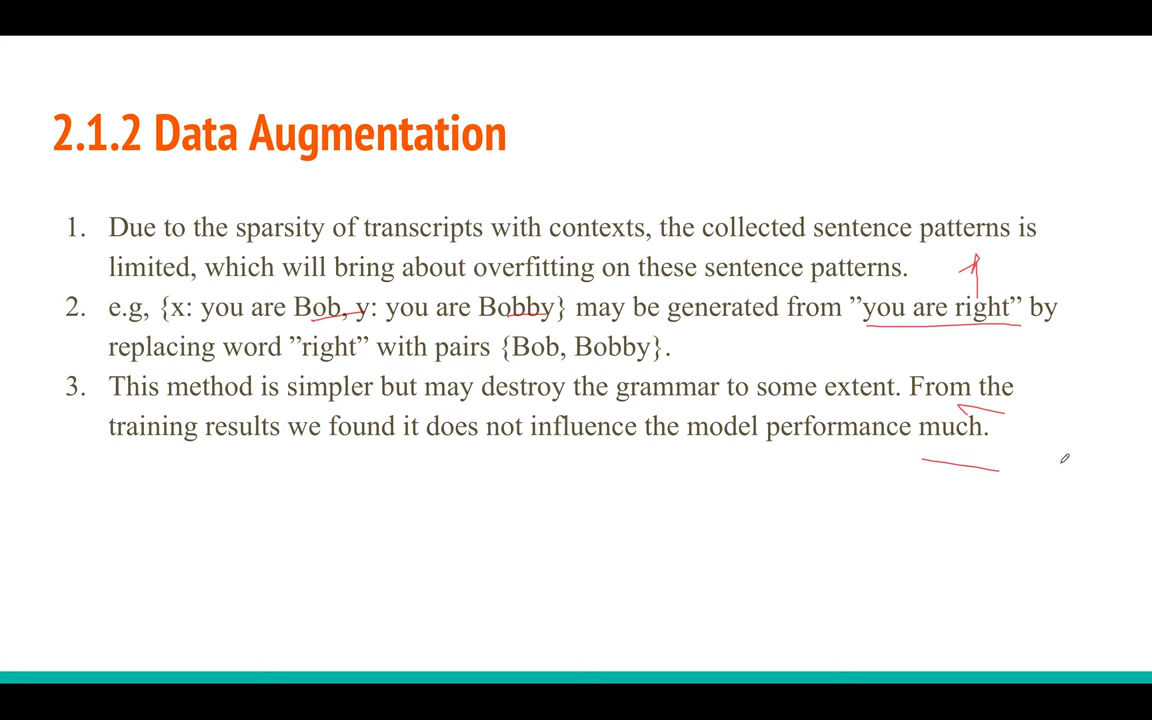 2.1.2 Data Augmentation
1. Due to the sparsity of transcripts with contexts, the collected sentence patterns is
limited, which will bring about overfitting on these sentence patterns.
2. e.g, {x: you are Bob, y: you are Bobby} may be generated from ”you are right” by
replacing word ”right” with pairs {Bob, Bobby}.
3. This method is simpler but may destroy the grammar to some extent. From the
training results we found it does not influence the model performance much.